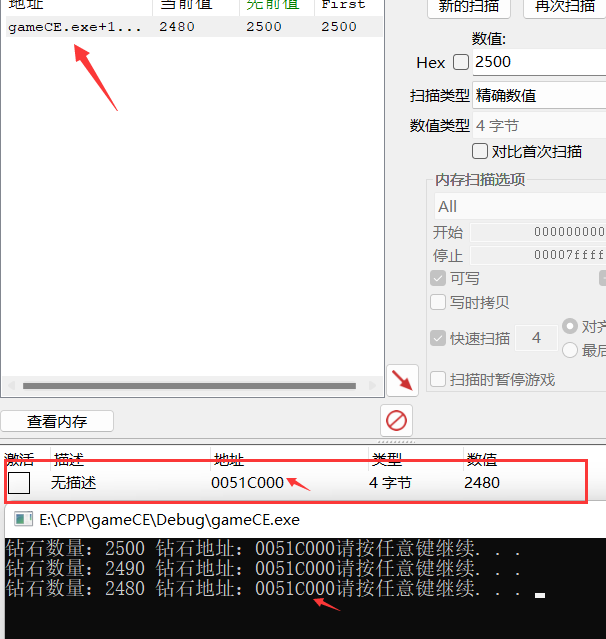 地址 当前值 先前值 First
gameCE.exe+1... 2480 2500 2500
新的扫描 再次扫描
数值:
Hex 2500
扫描类型 精确数值
数值类型 4 字节
对比首次扫描
内存扫描选项
All
开始 000000000
停止 00007ffff
可写
写时拷贝
快速扫描 4 对齐
最后
扫描时暂停游戏
查看内存
激活 描述 地址 类型 数值
无描述 0051C000 4 字节 2480
E:\CPP\gameCE\Debug\gameCE.exe
钻石数量：2500 钻石地址：0051C000请按任意键继续. . .
钻石数量：2490 钻石地址：0051C000请按任意键继续. . .
钻石数量：2480 钻石地址：0051C000请按任意键继续. . .